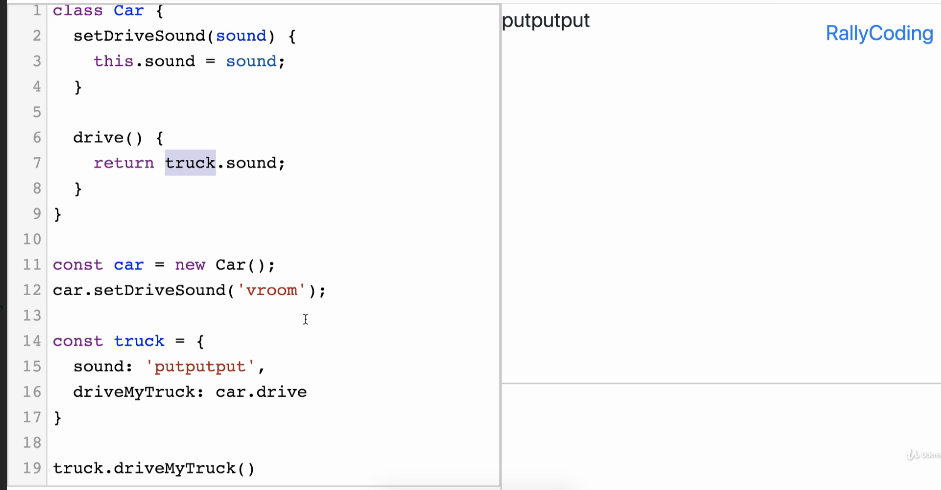 1 class Car {
2 setDriveSound(sound) {
3 this.sound = sound;
4 }
5
6 drive() {
7 return truck.sound;
8 }
9 }
10
11 const car = new Car();
12 car.setDriveSound('vroom');
13
14 const truck = {
15 sound: 'putputput',
16 driveMyTruck: car.drive
17 }
18
19 truck.driveMyTruck()
putputput
RallyCoding
Udemy